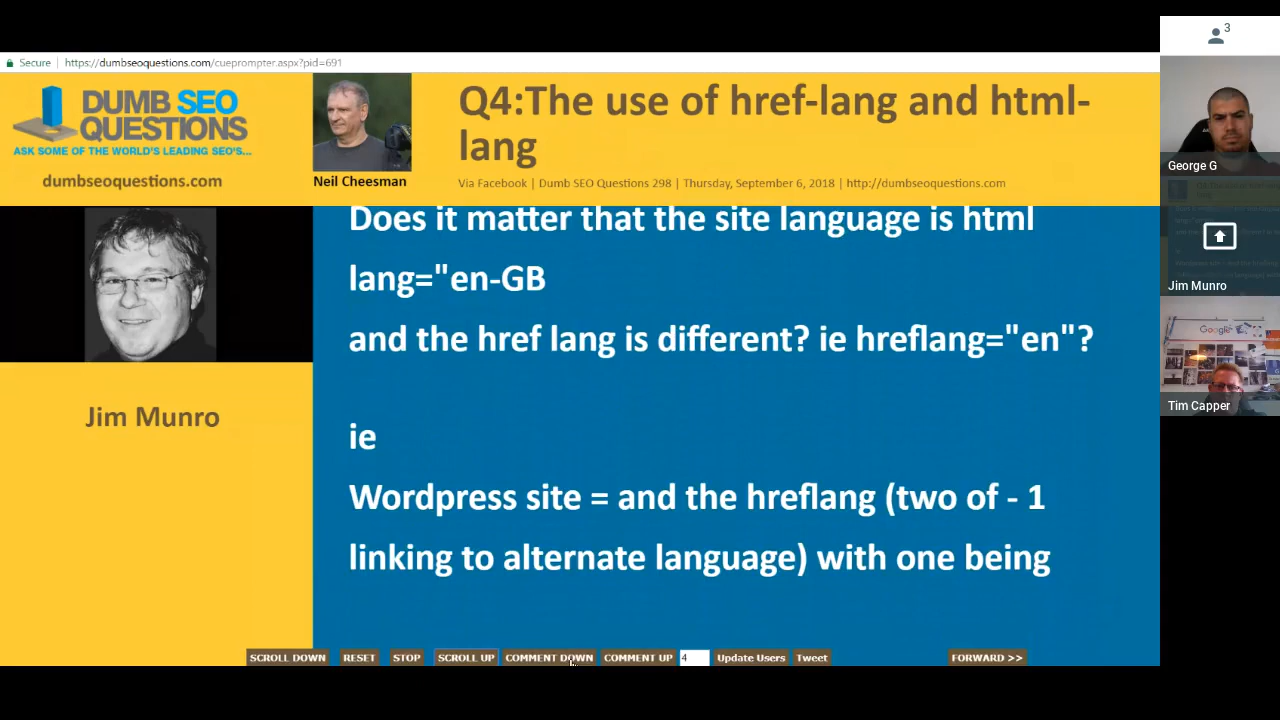 3
Secure | https://dumbseoquestions.com/cueprompter.aspx?pid=691
DUMB SEO
QUESTIONS
ASK SOME OF THE WORLD'S LEADING SEO'S...
dumbseoquestions.com
Neil Cheesman
Q4:The use of href-lang and html-
lang
Via Facebook | Dumb SEO Questions 298 | Thursday, September 6, 2018 | http://dumbseoquestions.com
George G
Jim Munro
Google
Tim Capper
Jim Munro
Does it matter that the site language is html
lang="en-GB
and the href lang is different? ie hreflang="en"?
ie
Wordpress site = and the hreflang (two of - 1
linking to alternate language) with one being
SCROLL DOWN RESET STOP SCROLL UP COMMENT DOWN COMMENT UP 4 Update Users Tweet FORWARD >>